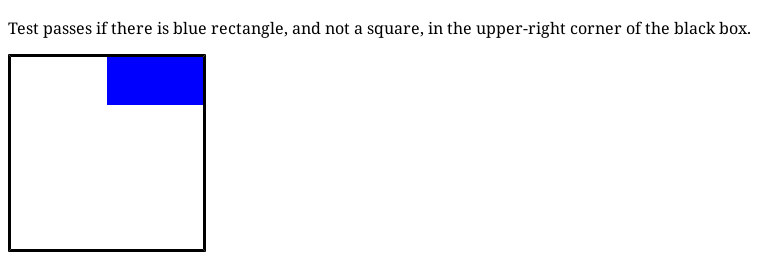 Test passes if there is blue rectangle, and not a square, in the upper-right corner of the black box.